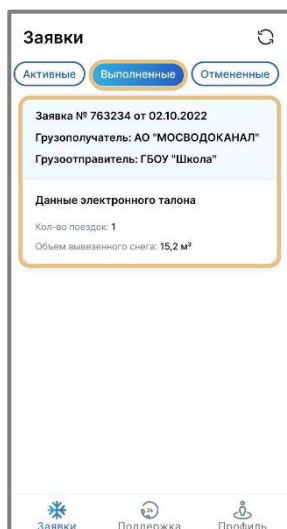 Заявки
Активные Выполненные Отмененные
Заявка № 763234 от 02.10.2022
Грузополучатель: АО "МОСВОДОКАНАЛ"
Грузоотправитель: ГБОУ "Школа"
Данные электронного талона
Кол-во поездок: 1
Объем вывезенного снега: 15,2 м³
24
Заявки Поддержка Профиль